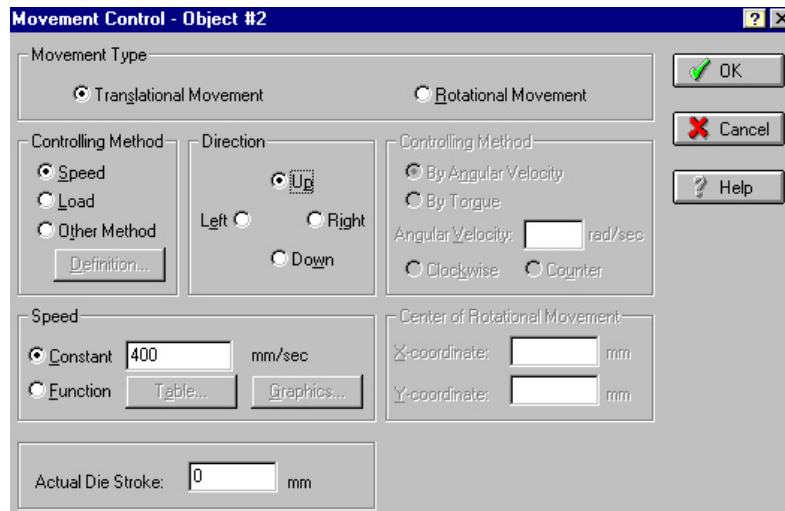 Movement Control - Object #2
Movement Type
Translational Movement
Rotational Movement
OK
Cancel
Help
Controlling Method
Speed
Load
Other Method
Definition...
Direction
Up
Left
Right
Down
Controlling Method
By Angular Velocity
By Torgue
Angular Velocity:
rad/sec
Clockwise
Counter
Speed
Constant
400
mm/sec
Function
Table...
Graphics...
Center of Rotational Movement
X-coordinate:
mm
Y-coordinate:
mm
Actual Die Stroke:
0
mm